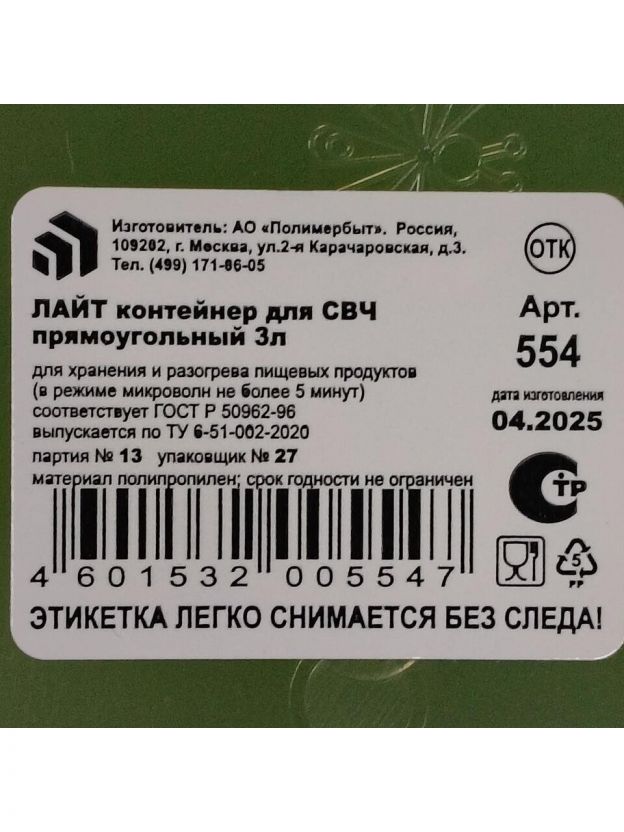 Изготовитель: АО «Полимербыт». Россия,
109202, г. Москва, ул.2-я Карачаровская, д.3.
Тел. (499) 171-06-05
ОТК
ЛАЙТ контейнер для СВЧ
прямоугольный 3л
Арт.
554
для хранения и разогрева пищевых продуктов
(в режиме микроволн не более 5 минут)
соответствует ГОСТ Р 50962-96
выпускается по ТУ 6-51-002-2020
дата изготовления
04.2025
партия № 13 упаковщик № 27
материал полипропилен; срок годности не ограничен
СТР
4 601532 005547
5
PP
ЭТИКЕТКА ЛЕГКО СНИМАЕТСЯ БЕЗ СЛЕДА!